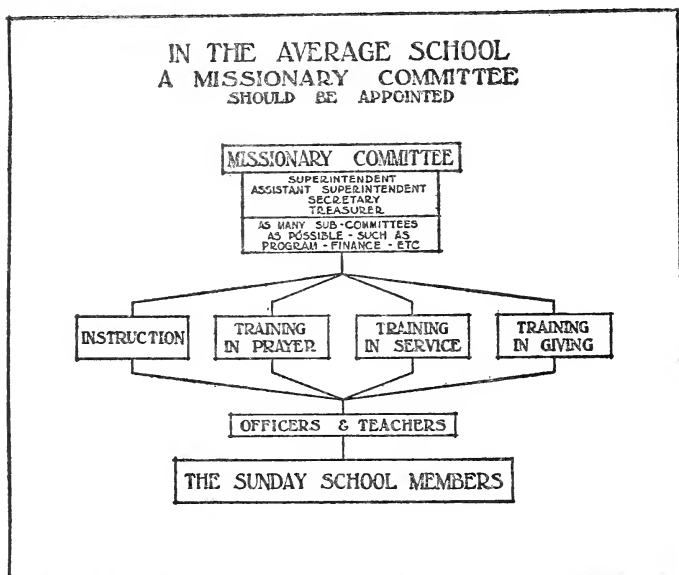 IN THE AVERAGE SCHOOL
A MISSIONARY COMMITTEE
SHOULD BE APPOINTED
MISSIONARY COMMITTEE
SUPERINTENDENT
ASSISTANT SUPERINTENDENT
SECRETARY
TREASURER
AS MANY SUB-COMMITTEES
AS POSSIBLE - SUCH AS
PROGRAM - FINANCE - ETC
INSTRUCTION
TRAINING
IN PRAYER
TRAINING
IN SERVICE
TRAINING
IN GIVING
OFFICERS & TEACHERS
THE SUNDAY SCHOOL MEMBERS